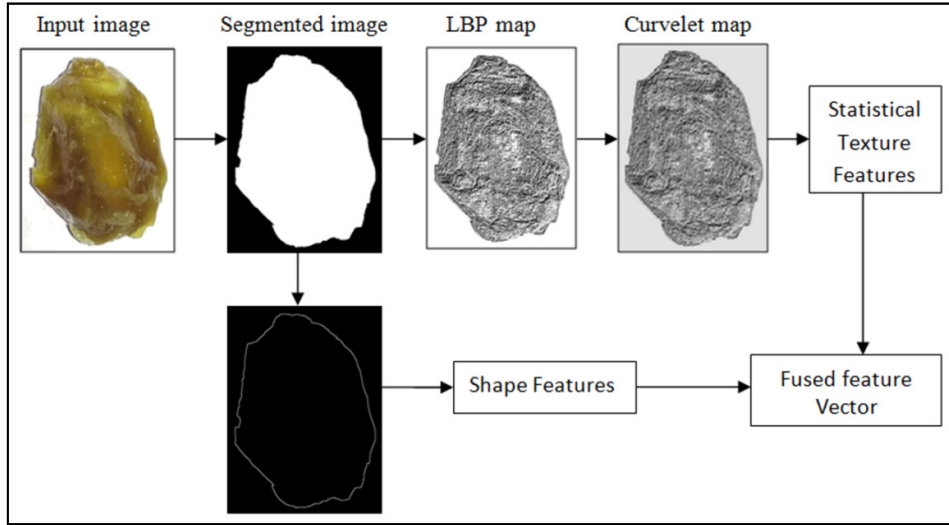 Input image
Segmented image
LBP map
Curvelet map
Statistical
Texture
Features
Shape Features
Fused feature
Vector